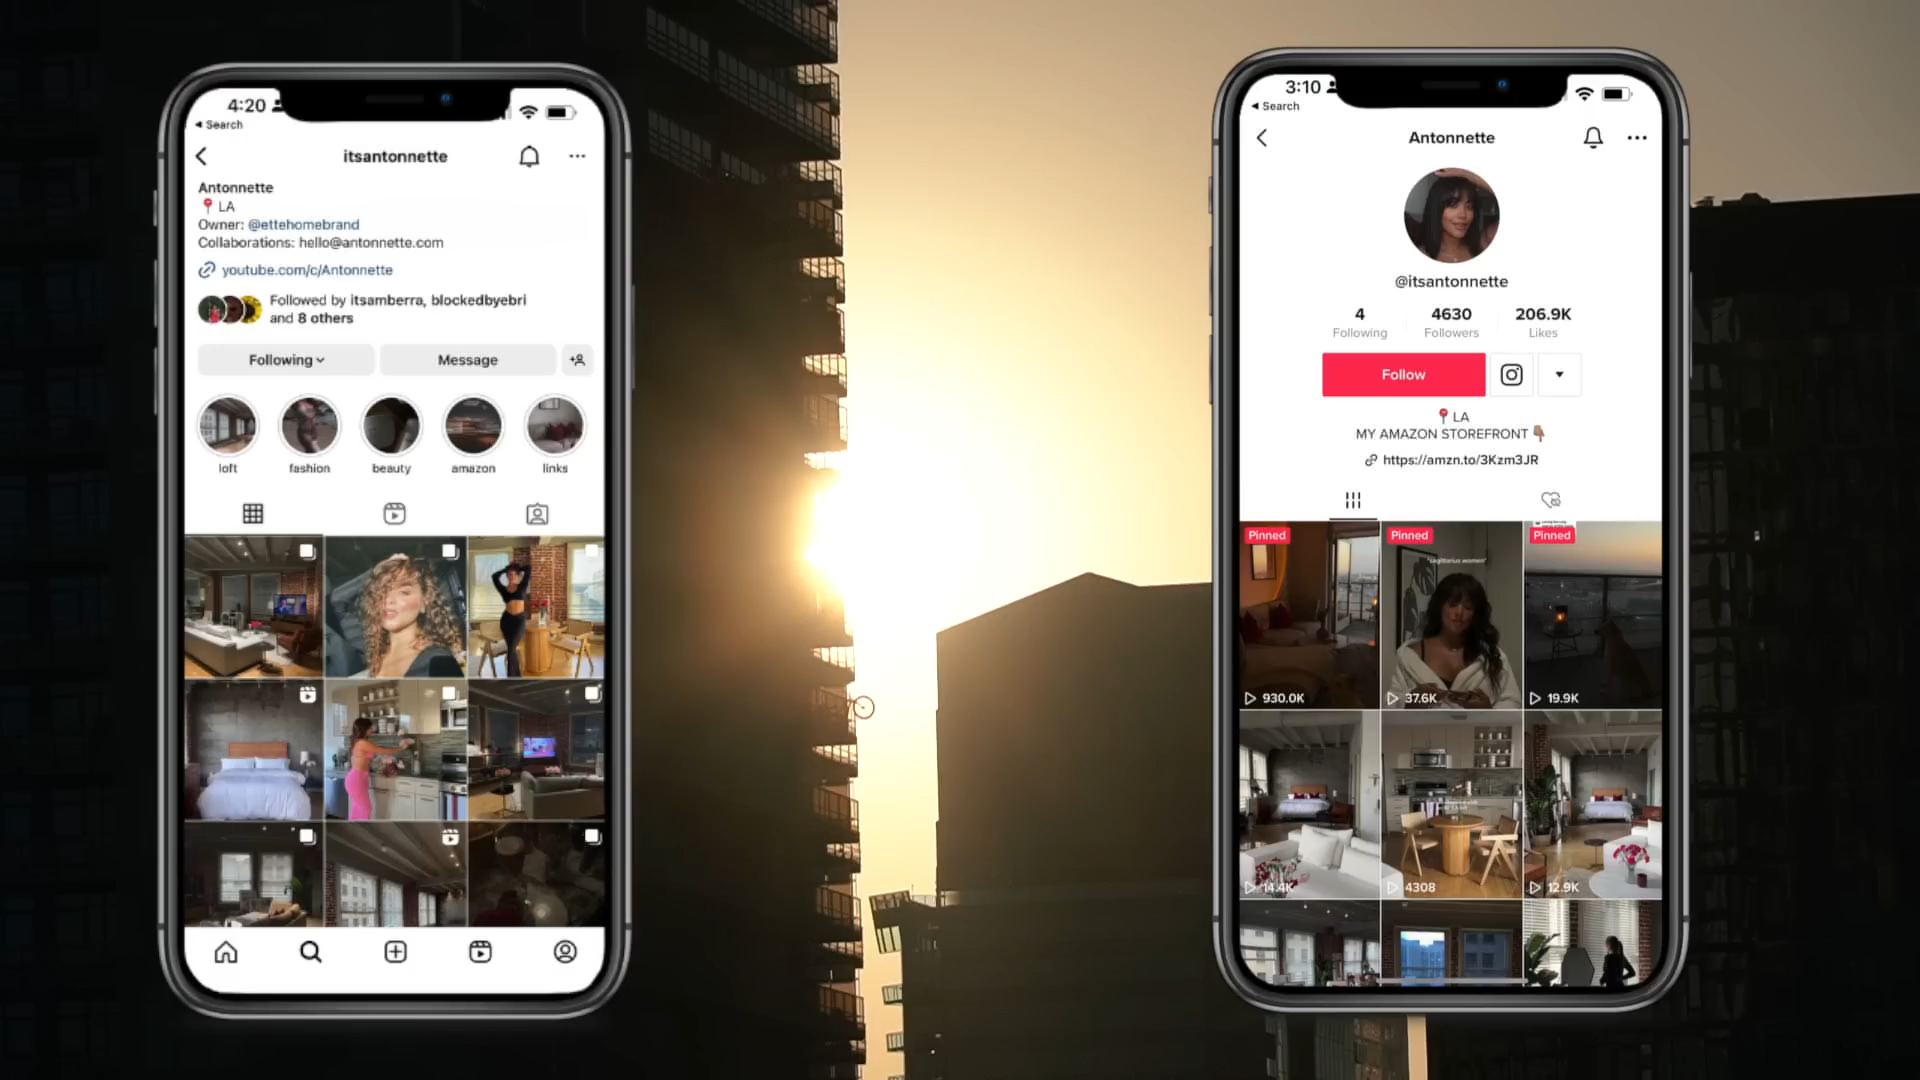 4:20
Search
itsantonnette
Antonnette
LA
Owner: @ettehomebrand
Collaborations: hello@antonnette.com
youtube.com/c/Antonnette
Followed by itsamberra, blockedbyebri
and 8 others
Following
Message
loft
fashion
beauty
amazon
links
3:10
Search
Antonnette
@itsantonnette
4
4630
206.9K
Following
Followers
Likes
Follow
LA
MY AMAZON STOREFRONT
https://amzn.to/3Kzm3JR
Pinned
Pinned
Pinned
"sagittarius women"
930.0K
37.6K
19.9K
14.4K
4308
12.9K